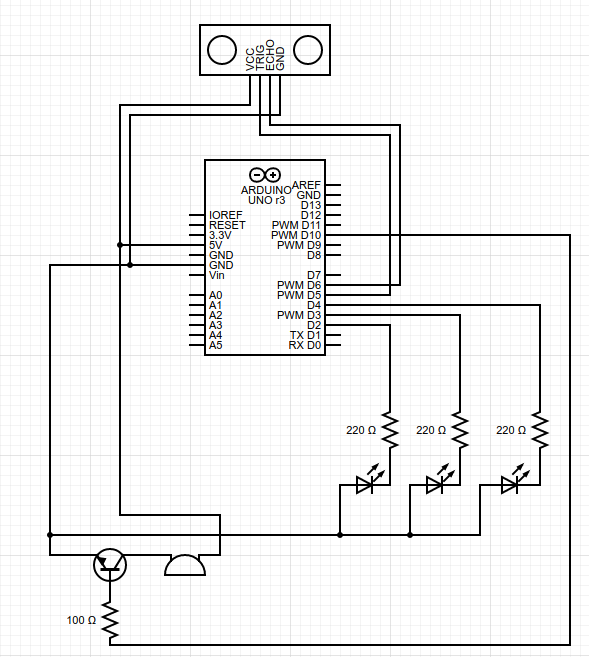 VCC
TRIG
ECHO
GND
ARDUINO
UNO r3
IOREF
RESET
3.3V
5V
GND
GND
Vin
A0
A1
A2
A3
A4
A5
AREF
GND
D13
D12
PWM D11
PWM D10
PWM D9
D8
D7
PWM D6
PWM D5
D4
PWM D3
D2
TX D1
RX D0
220 Ω
220 Ω
220 Ω
100 Ω